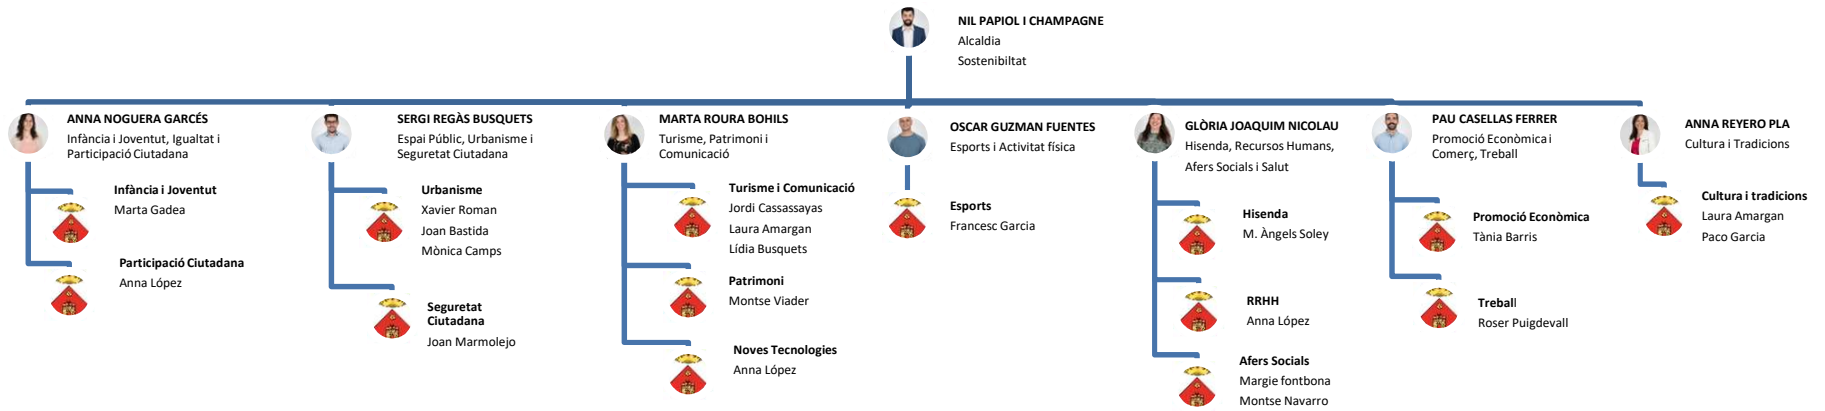 NIL PAPIOL I CHAMPAGNE
Alcaldia
Sostenibiltat
ANNA NOGUERA GARCÉS
Infància i Joventut, Igualtat i
Participació Ciutadana
Infància i Joventut
Marta Gadea
Participació Ciutadana
Anna López
SERGI REGÀS BUSQUETS
Espai Públic, Urbanisme i
Seguretat Ciutadana
Urbanisme
Xavier Roman
Joan Bastida
Mònica Camps
Seguretat
Ciutadana
Joan Marmolejo
MARTA ROURA BOHILS
Turisme, Patrimoni i
Comunicació
Turisme i Comunicació
Jordi Cassassayas
Laura Amargan
Lídia Busquets
Patrimoni
Montse Viader
Noves Tecnologies
Anna López
OSCAR GUZMAN FUENTES
Esports i Activitat física
Esports
Francesc Garcia
GLÒRIA JOAQUIM NICOLAU
Hisenda, Recursos Humans,
Afers Socials i Salut
Hisenda
M. Àngels Soley
RRHH
Anna López
Afers Socials
Margie fontbona
Montse Navarro
PAU CASELLAS FERRER
Promoció Econòmica i
Comerç, Treball
Promoció Econòmica
Tània Barris
Treball
Roser Puigdevall
ANNA REYERO PLA
Cultura i Tradicions
Cultura i tradicions
Laura Amargan
Paco Garcia